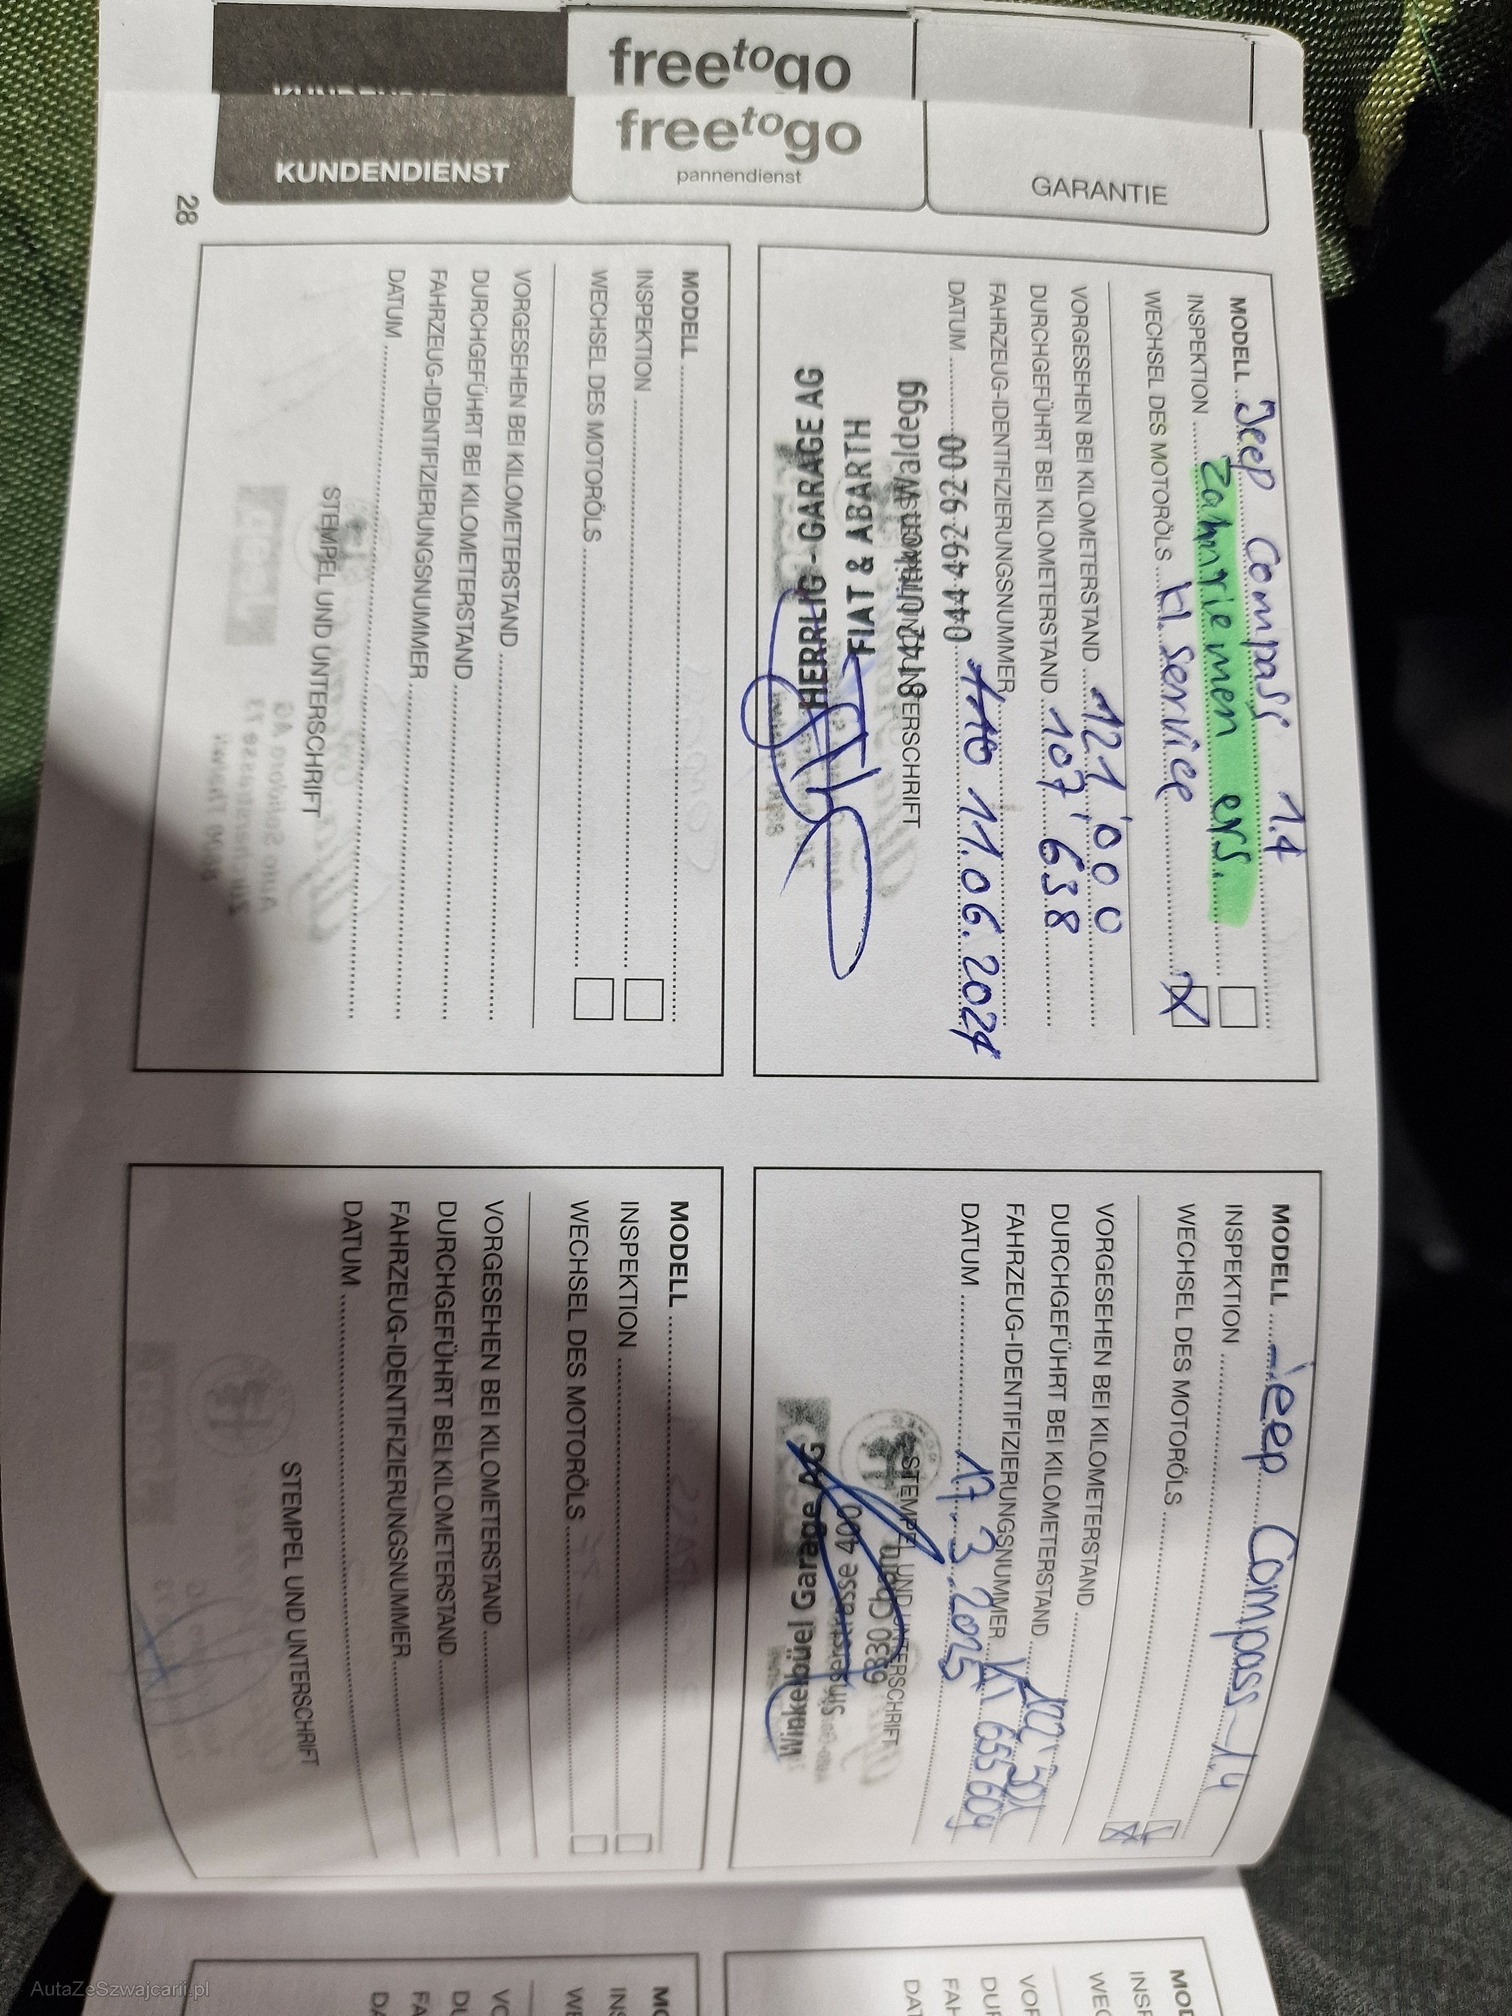 freetogo
KUNDENDIENST
freetogo
pannendienst
GARANTIE
28
MODELL Jeep Compass 1.4
INSPEKTION Zahnriemen ers.
WECHSEL DES MOTORÖLS kl. service X
VORGESEHEN BEI KILOMETERSTAND 121'000
DURCHGEFÜHRT BEI KILOMETERSTAND 107'638
FAHRZEUG-IDENTIFIZIERUNGSNUMMER
DATUM 11.06.2024
HERRLIG - GARAGE AG
FIAT & ABARTH
044 492 92 00
MODELL
INSPEKTION
WECHSEL DES MOTORÖLS
VORGESEHEN BEI KILOMETERSTAND
DURCHGEFÜHRT BEI KILOMETERSTAND
FAHRZEUG-IDENTIFIZIERUNGSNUMMER
DATUM
STEMPEL UND UNTERSCHRIFT
MODELL Jeep Compass 1.4
INSPEKTION
WECHSEL DES MOTORÖLS
VORGESEHEN BEI KILOMETERSTAND
DURCHGEFÜHRT BEI KILOMETERSTAND
FAHRZEUG-IDENTIFIZIERUNGSNUMMER K655604
DATUM 17.3.2025
STEMPEL UND UNTERSCHRIFT
Winkelbüel Garage AG
400
6830 Chem
MODELL
INSPEKTION
WECHSEL DES MOTORÖLS
VORGESEHEN BEI KILOMETERSTAND
DURCHGEFÜHRT BEI KILOMETERSTAND
FAHRZEUG-IDENTIFIZIERUNGSNUMMER
DATUM
STEMPEL UND UNTERSCHRIFT
AutaZeSzwajcarii.pl